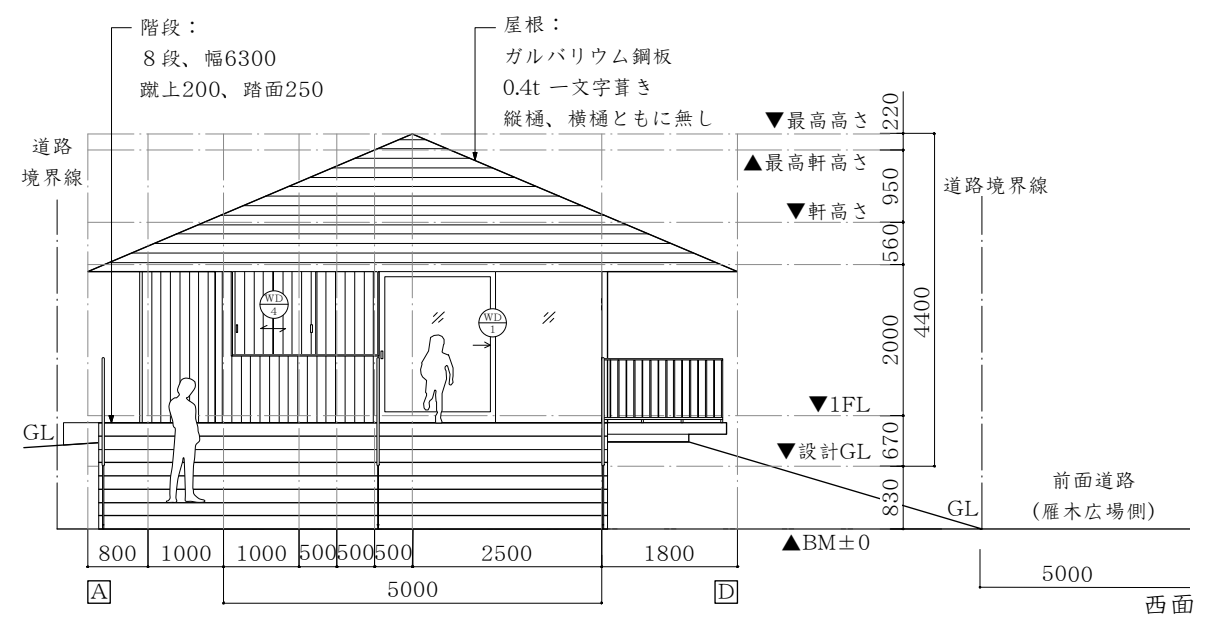 階段：
８段、幅6300
蹴上200、踏面250
屋根：
ガルバリウム鋼板
0.4t 一文字葺き
縦樋、横樋ともに無し
道路
境界線
▼最高高さ
▲最高軒高さ
▼軒高さ
▼1FL
▼設計GL
▲BM±0
220
950
560
2000
670
830
4400
道路境界線
WD
4
WD
1
GL
GL
前面道路
(雁木広場側)
800
1000
1000
500
500
500
2500
1800
5000
5000
A
D
西面